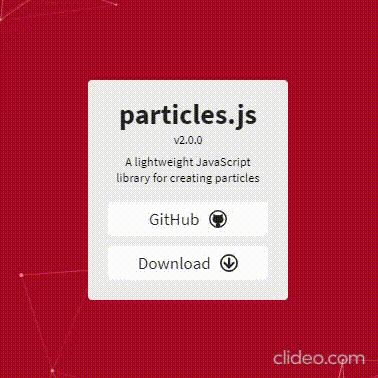 particles.js
v2.0.0
A lightweight JavaScript
library for creating particles
GitHub
Download
clideo.com